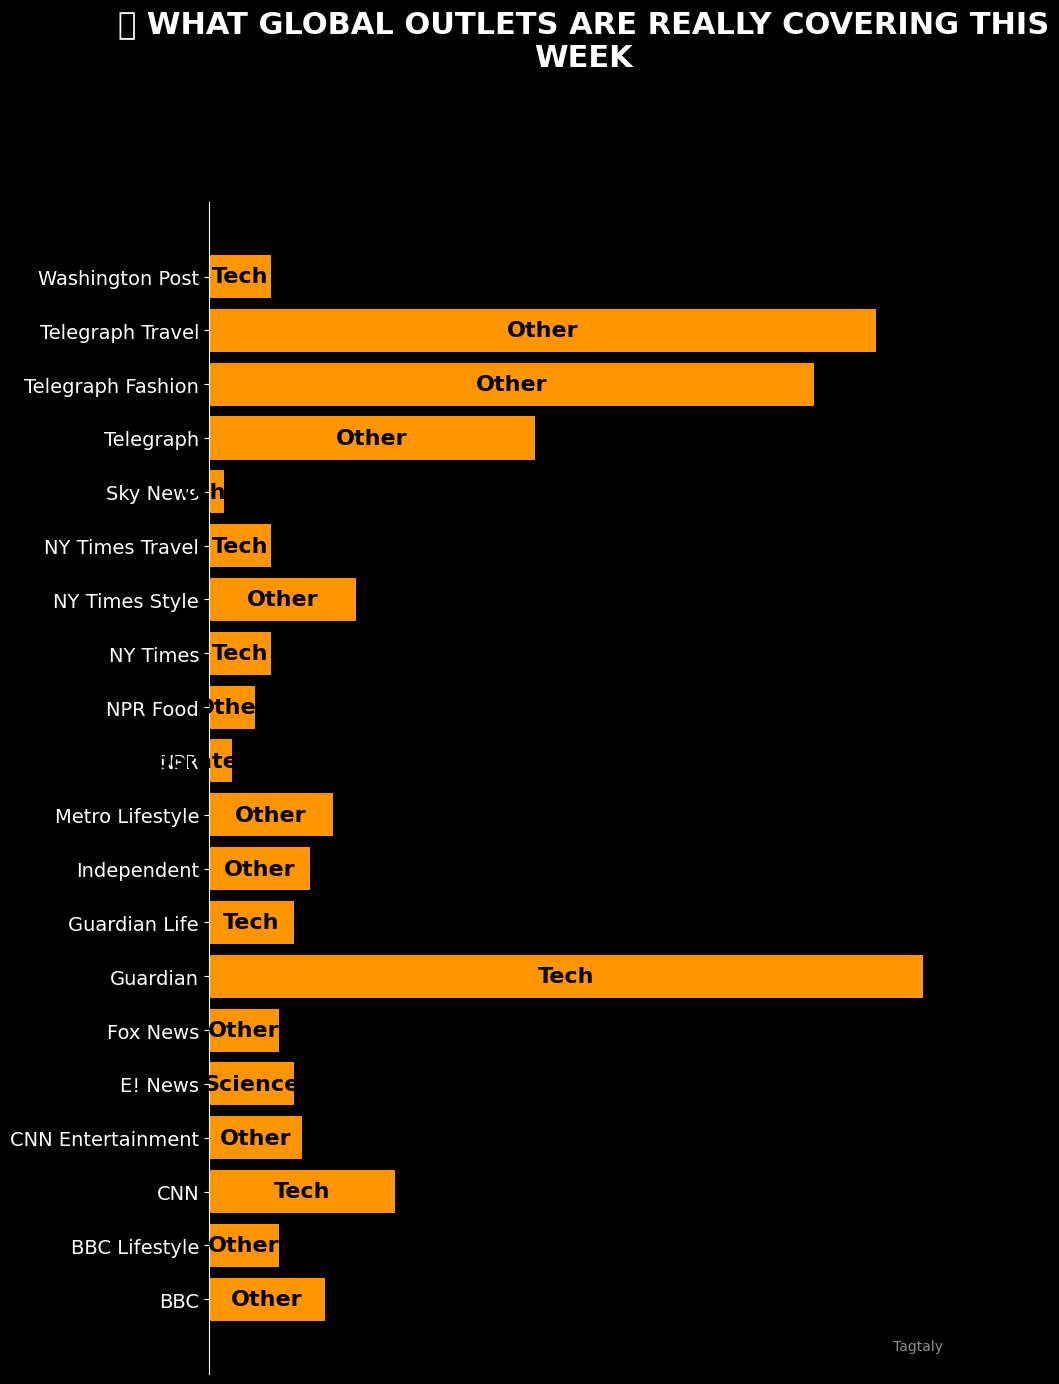 WHAT GLOBAL OUTLETS ARE REALLY COVERING THIS
WEEK
Washington Post Tech
Telegraph Travel Other
Telegraph Fashion Other
Telegraph Other
Sky News
NY Times Travel Tech
NY Times Style Other
NY Times Tech
NPR Food Other
NPR
Metro Lifestyle Other
Independent Other
Guardian Life Tech
Guardian Tech
Fox News Other
E! News Science
CNN Entertainment Other
CNN Tech
BBC Lifestyle Other
BBC Other
Tagtaly